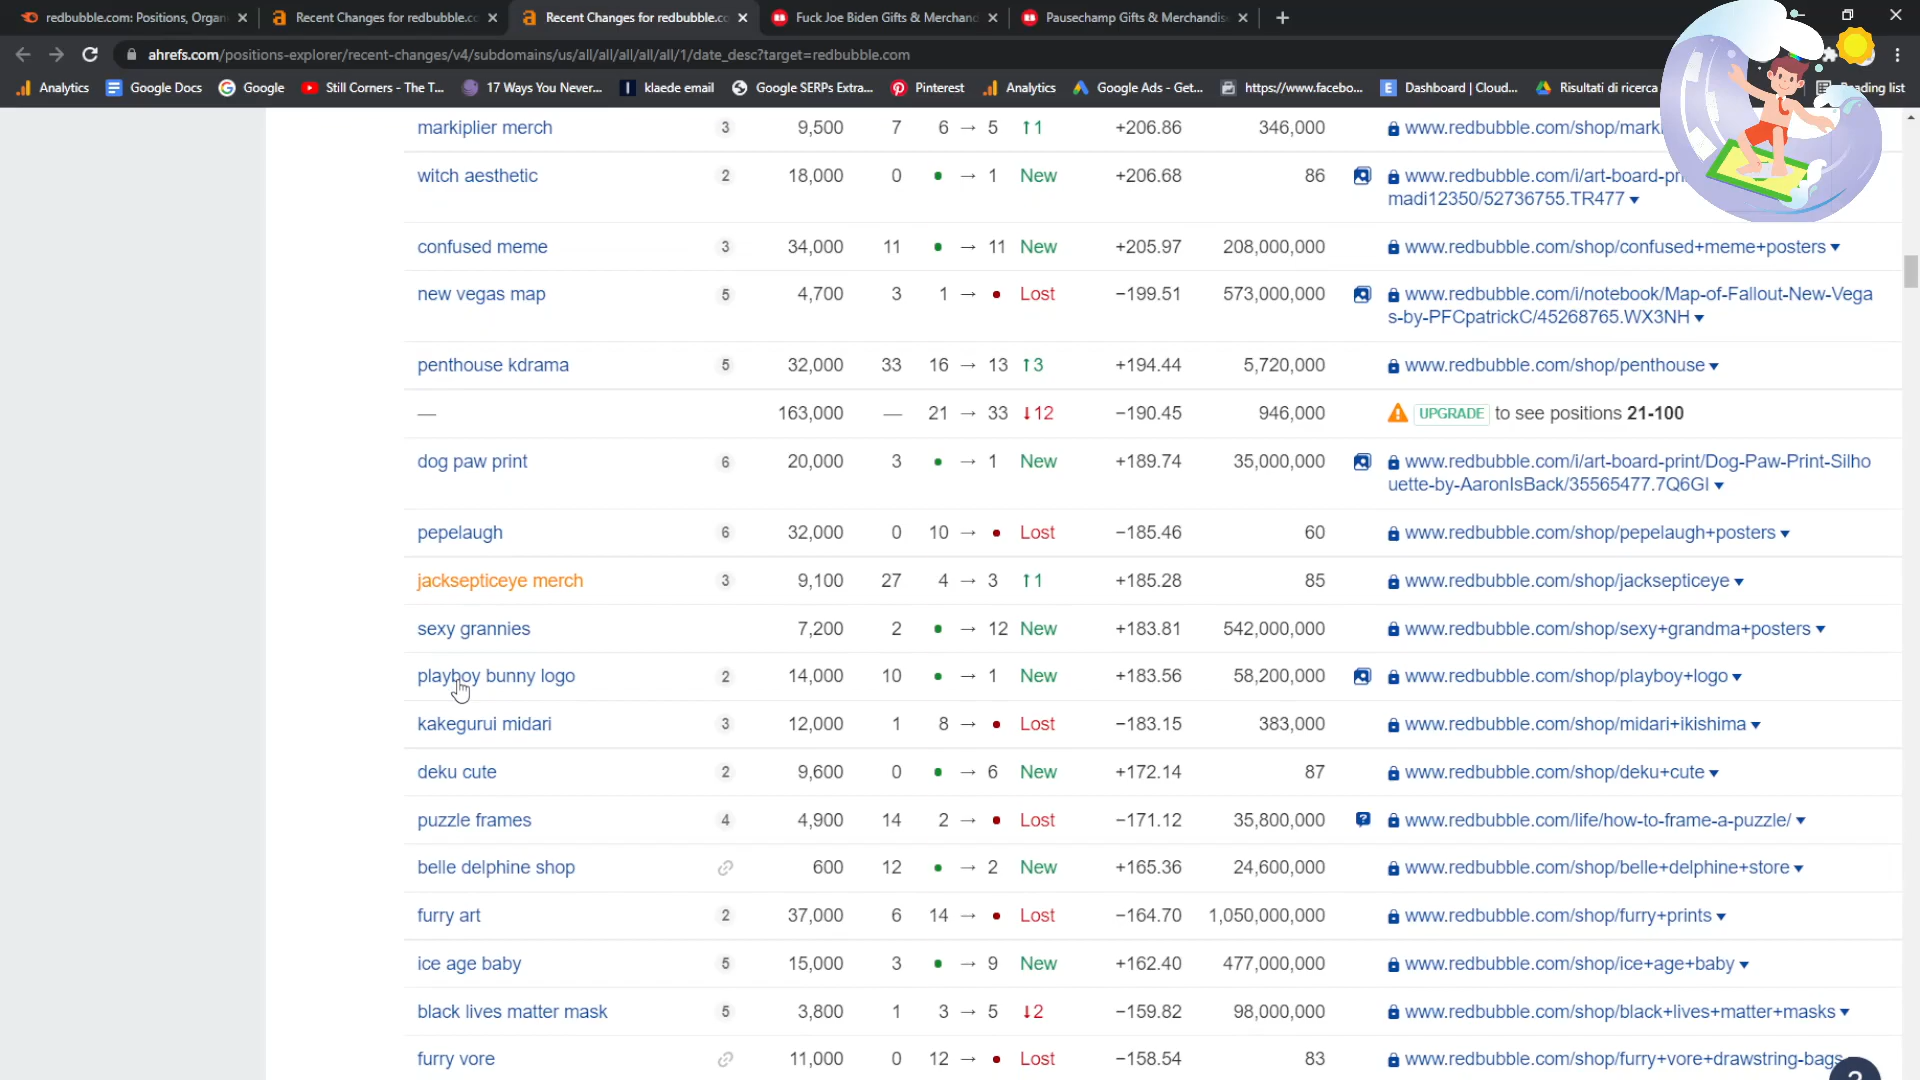 redbubble.com: Positions, Organ
Recent Changes for redbubble.co
Recent Changes for redbubble.co
Fuck Joe Biden Gifts & Merchand
Pausechamp Gifts & Merchandis
ahrefs.com/positions-explorer/recent-changes/v4/subdomains/us/all/all/all/all/all/1/date_desc?target=redbubble.com
Analytics Google Docs Google Still Corners - The T... 17 Ways You Never... klaede email Google SERPs Extra... Pinterest Analytics Google Ads - Get... https://www.facebo... Dashboard | Cloud... Risultati di ricerca ading list
markiplier merch 3 9,500 7 6 → 5 ↑1 +206.86 346,000 www.redbubble.com/shop/mark
witch aesthetic 2 18,000 0 • → 1 New +206.68 86 www.redbubble.com/i/art-board-pr
madi12350/52736755.TR477 ▼
confused meme 3 34,000 11 • → 11 New +205.97 208,000,000 www.redbubble.com/shop/confused+meme+posters ▼
new vegas map 5 4,700 3 1 → • Lost −199.51 573,000,000 www.redbubble.com/i/notebook/Map-of-Fallout-New-Vega
s-by-PFCpatrickC/45268765.WX3NH ▼
penthouse kdrama 5 32,000 33 16 → 13 ↑3 +194.44 5,720,000 www.redbubble.com/shop/penthouse ▼
— 163,000 — 21 → 33 ↓12 −190.45 946,000 UPGRADE to see positions 21-100
dog paw print 6 20,000 3 • → 1 New +189.74 35,000,000 www.redbubble.com/i/art-board-print/Dog-Paw-Print-Silho
uette-by-AaronIsBack/35565477.7Q6GI ▼
pepelaugh 6 32,000 0 10 → • Lost −185.46 60 www.redbubble.com/shop/pepelaugh+posters ▼
jacksepticeye merch 3 9,100 27 4 → 3 ↑1 +185.28 85 www.redbubble.com/shop/jacksepticeye ▼
sexy grannies 7,200 2 • → 12 New +183.81 542,000,000 www.redbubble.com/shop/sexy+grandma+posters ▼
playboy bunny logo 2 14,000 10 • → 1 New +183.56 58,200,000 www.redbubble.com/shop/playboy+logo ▼
kakegurui midari 3 12,000 1 8 → • Lost −183.15 383,000 www.redbubble.com/shop/midari+ikishima ▼
deku cute 2 9,600 0 • → 6 New +172.14 87 www.redbubble.com/shop/deku+cute ▼
puzzle frames 4 4,900 14 2 → • Lost −171.12 35,800,000 www.redbubble.com/life/how-to-frame-a-puzzle/ ▼
belle delphine shop 600 12 • → 2 New +165.36 24,600,000 www.redbubble.com/shop/belle+delphine+store ▼
furry art 2 37,000 6 14 → • Lost −164.70 1,050,000,000 www.redbubble.com/shop/furry+prints ▼
ice age baby 5 15,000 3 • → 9 New +162.40 477,000,000 www.redbubble.com/shop/ice+age+baby ▼
black lives matter mask 5 3,800 1 3 → 5 ↓2 −159.82 98,000,000 www.redbubble.com/shop/black+lives+matter+masks ▼
furry vore 11,000 0 12 → • Lost −158.54 83 www.redbubble.com/shop/furry+vore+drawstring-bags